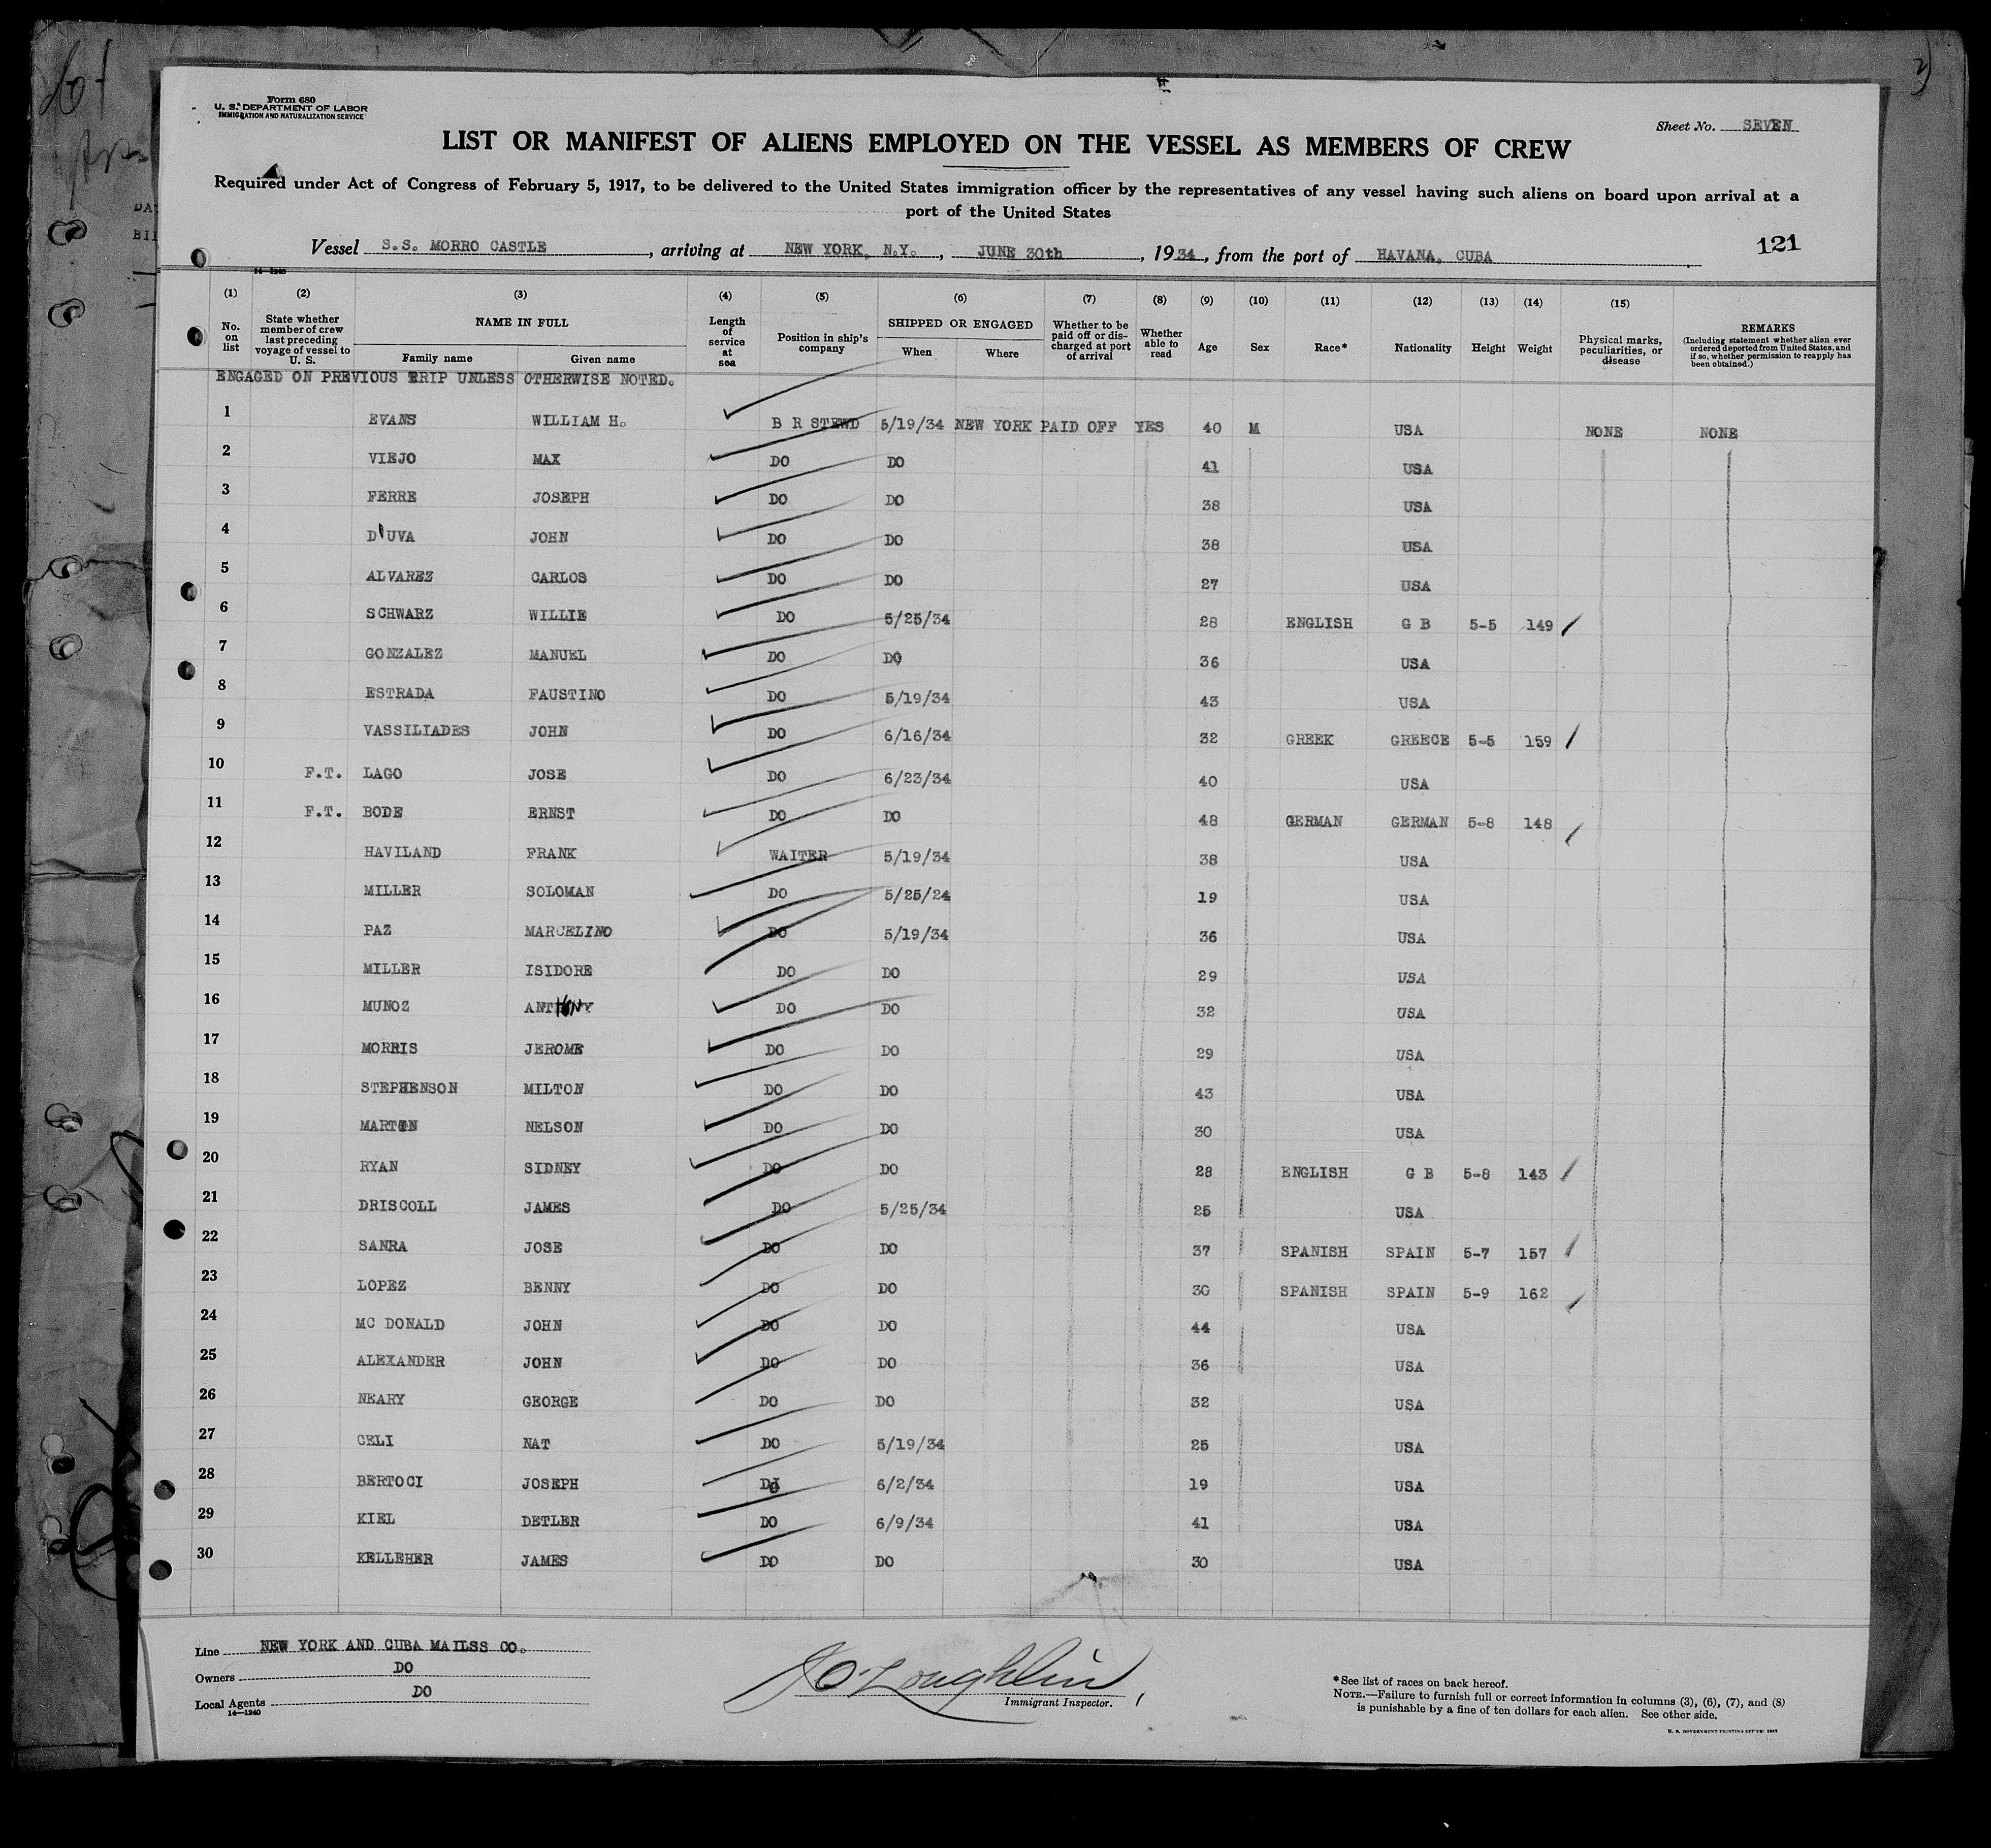 Form 680
U. S. DEPARTMENT OF LABOR
IMMIGRATION AND NATURALIZATION SERVICE
Sheet No. SEVEN
LIST OR MANIFEST OF ALIENS EMPLOYED ON THE VESSEL AS MEMBERS OF CREW
Required under Act of Congress of February 5, 1917, to be delivered to the United States immigration officer by the representatives of any vessel having such aliens on board upon arrival at a
port of the United States
121
Vessel S.S. MORRO CASTLE, arriving at NEW YORK, N.Y., JUNE 30th, 1934, from the port of HAVANA, CUBA
14—1240
(1) (2) (3) (4) (5) (6) (7) (8) (9) (10) (11) (12) (13) (14) (15)
No. on list State whether member of crew last preceding voyage of vessel to U. S. NAME IN FULL Family name Given name Length of service at sea Position in ship's company SHIPPED OR ENGAGED When Where Whether to be paid off or discharged at port of arrival Whether able to read Age Sex Race* Nationality Height Weight Physical marks, peculiarities, or disease REMARKS (Including statement whether alien ever ordered deported from United States, and if so, whether permission to reapply has been obtained.)
ENGAGED ON PREVIOUS TRIP UNLESS OTHERWISE NOTED.
1 EVANS WILLIAM H. B R STEWD 5/19/34 NEW YORK PAID OFF YES 40 M USA NONE NONE
2 VIEJO MAX DO DO 41 USA
3 FERRE JOSEPH DO DO 38 USA
4 D'UVA JOHN DO DO 38 USA
5 ALVAREZ CARLOS DO DO 27 USA
6 SCHWARZ WILLIE DO 5/25/34 28 ENGLISH G B 5-5 149
7 GONZALEZ MANUEL DO DO 36 USA
8 ESTRADA FAUSTINO DO 5/19/34 43 USA
9 VASSILIADES JOHN DO 6/16/34 32 GREEK GREECE 5-5 159
10 F.T. LAGO JOSE DO 6/23/34 40 USA
11 F.T. BODE ERNST DO DO 48 GERMAN GERMAN 5-8 148
12 HAVILAND FRANK WAITER 5/19/34 38 USA
13 MILLER SOLOMAN DO 5/25/24 19 USA
14 PAZ MARCELINO DO 5/19/34 36 USA
15 MILLER ISIDORE DO DO 29 USA
16 MUNOZ ANTHONY DO DO 32 USA
17 MORRIS JEROME DO DO 29 USA
18 STEPHENSON MILTON DO DO 43 USA
19 MARTIN NELSON DO DO 30 USA
20 RYAN SIDNEY DO DO 28 ENGLISH G B 5-8 143
21 DRISCOLL JAMES DO 5/25/34 25 USA
22 SANRA JOSE DO DO 37 SPANISH SPAIN 5-7 157
23 LOPEZ BENNY DO DO 30 SPANISH SPAIN 5-9 162
24 MC DONALD JOHN DO DO 44 USA
25 ALEXANDER JOHN DO DO 36 USA
26 NEARY GEORGE DO DO 32 USA
27 CELI NAT DO 5/19/34 25 USA
28 BERTOCI JOSEPH DO 6/2/34 19 USA
29 KIEL DETLER DO 6/9/34 41 USA
30 KELLEHER JAMES DO DO 30 USA
Line NEW YORK AND CUBA MAILSS CO.
Owners DO
Local Agents DO
14—1240
Immigrant Inspector.
*See list of races on back hereof.
NOTE.—Failure to furnish full or correct information in columns (3), (6), (7), and (8)
is punishable by a fine of ten dollars for each alien. See other side.